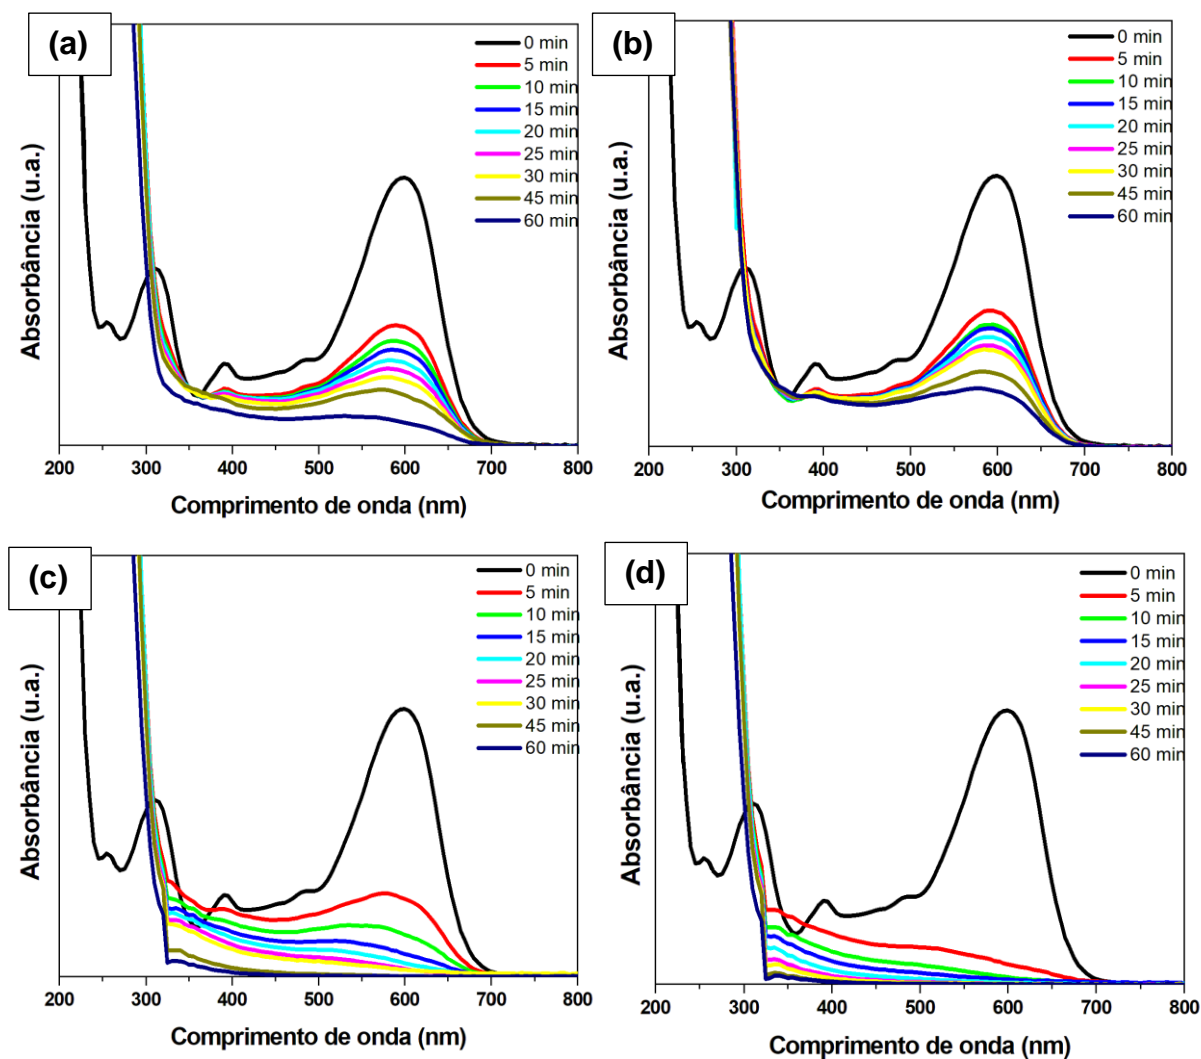 (a)
0 min
5 min
10 min
15 min
20 min
25 min
30 min
45 min
60 min
Absorbância (u.a.)
200 300 400 500 600 700 800
Comprimento de onda (nm)
(b)
0 min
5 min
10 min
15 min
20 min
25 min
30 min
45 min
60 min
Absorbância (u.a.)
200 300 400 500 600 700 800
Comprimento de onda (nm)
(c)
0 min
5 min
10 min
15 min
20 min
25 min
30 min
45 min
60 min
Absorbância (u.a.)
200 300 400 500 600 700 800
Comprimento de onda (nm)
(d)
0 min
5 min
10 min
15 min
20 min
25 min
30 min
45 min
60 min
Absorbância (u.a.)
200 300 400 500 600 700 800
Comprimento de onda (nm)